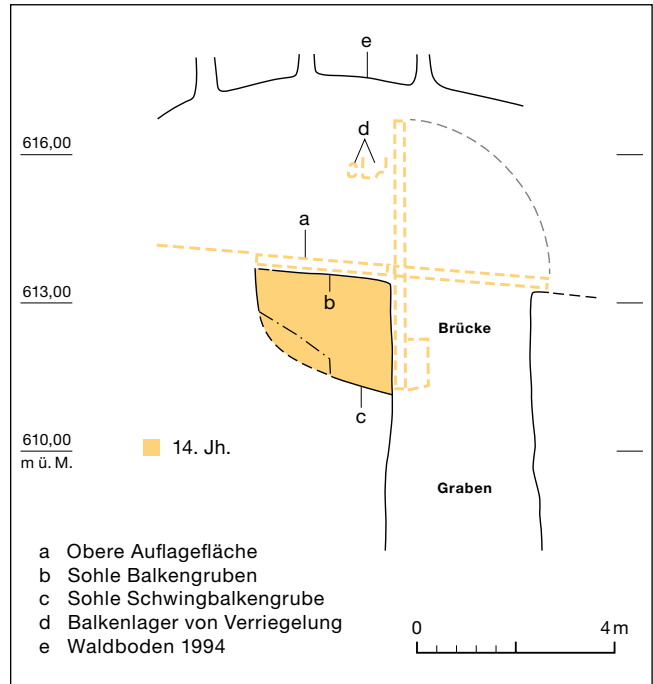 e
616,00
d
a
613,00
b
Brücke
c
610,00
m ü. M.
14. Jh.
Graben
a Obere Auflagefläche
b Sohle Balkengruben
c Sohle Schwingbalkengrube
d Balkenlager von Verriegelung
e Waldboden 1994
0 4 m